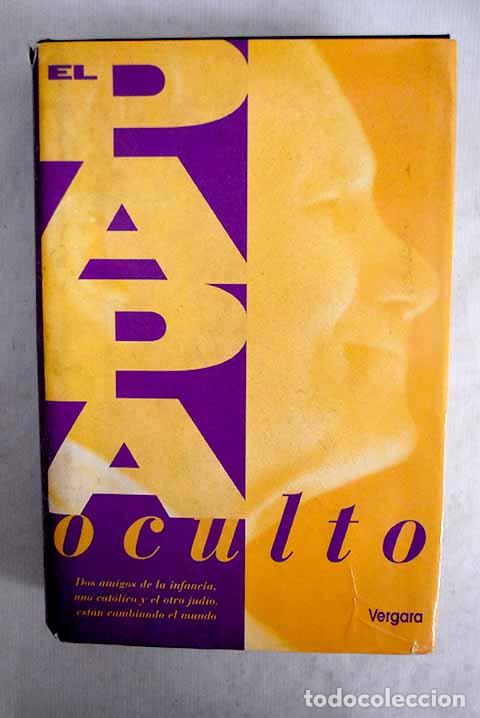 EL
PAPA
oculto
Dos amigos de la infancia,
uno católico y el otro judío,
están cambiando el mundo
Vergara
todocoleccion